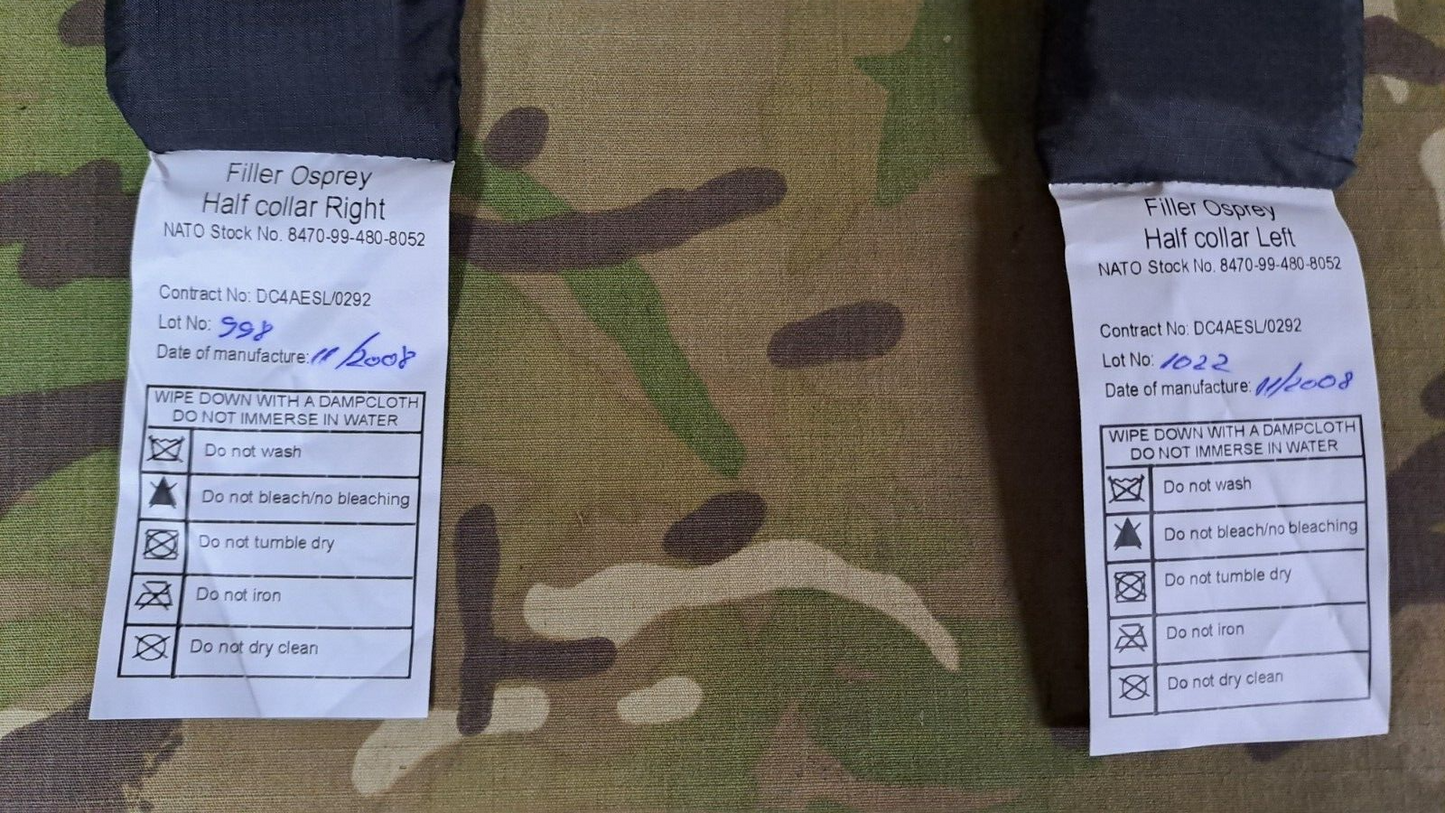 Filler Osprey
Half collar Right
NATO Stock No. 8470-99-480-8052
Contract No: DC4AESL/0292
Lot No: 998
Date of manufacture: 11/2008
WIPE DOWN WITH A DAMPCLOTH
DO NOT IMMERSE IN WATER
Do not wash
Do not bleach/no bleaching
Do not tumble dry
Do not iron
Do not dry clean
Filler Osprey
Half collar Left
NATO Stock No. 8470-99-480-8052
Contract No: DC4AESL/0292
Lot No: 1022
Date of manufacture: 11/2008
WIPE DOWN WITH A DAMPCLOTH
DO NOT IMMERSE IN WATER
Do not wash
Do not bleach/no bleaching
Do not tumble dry
Do not iron
Do not dry clean